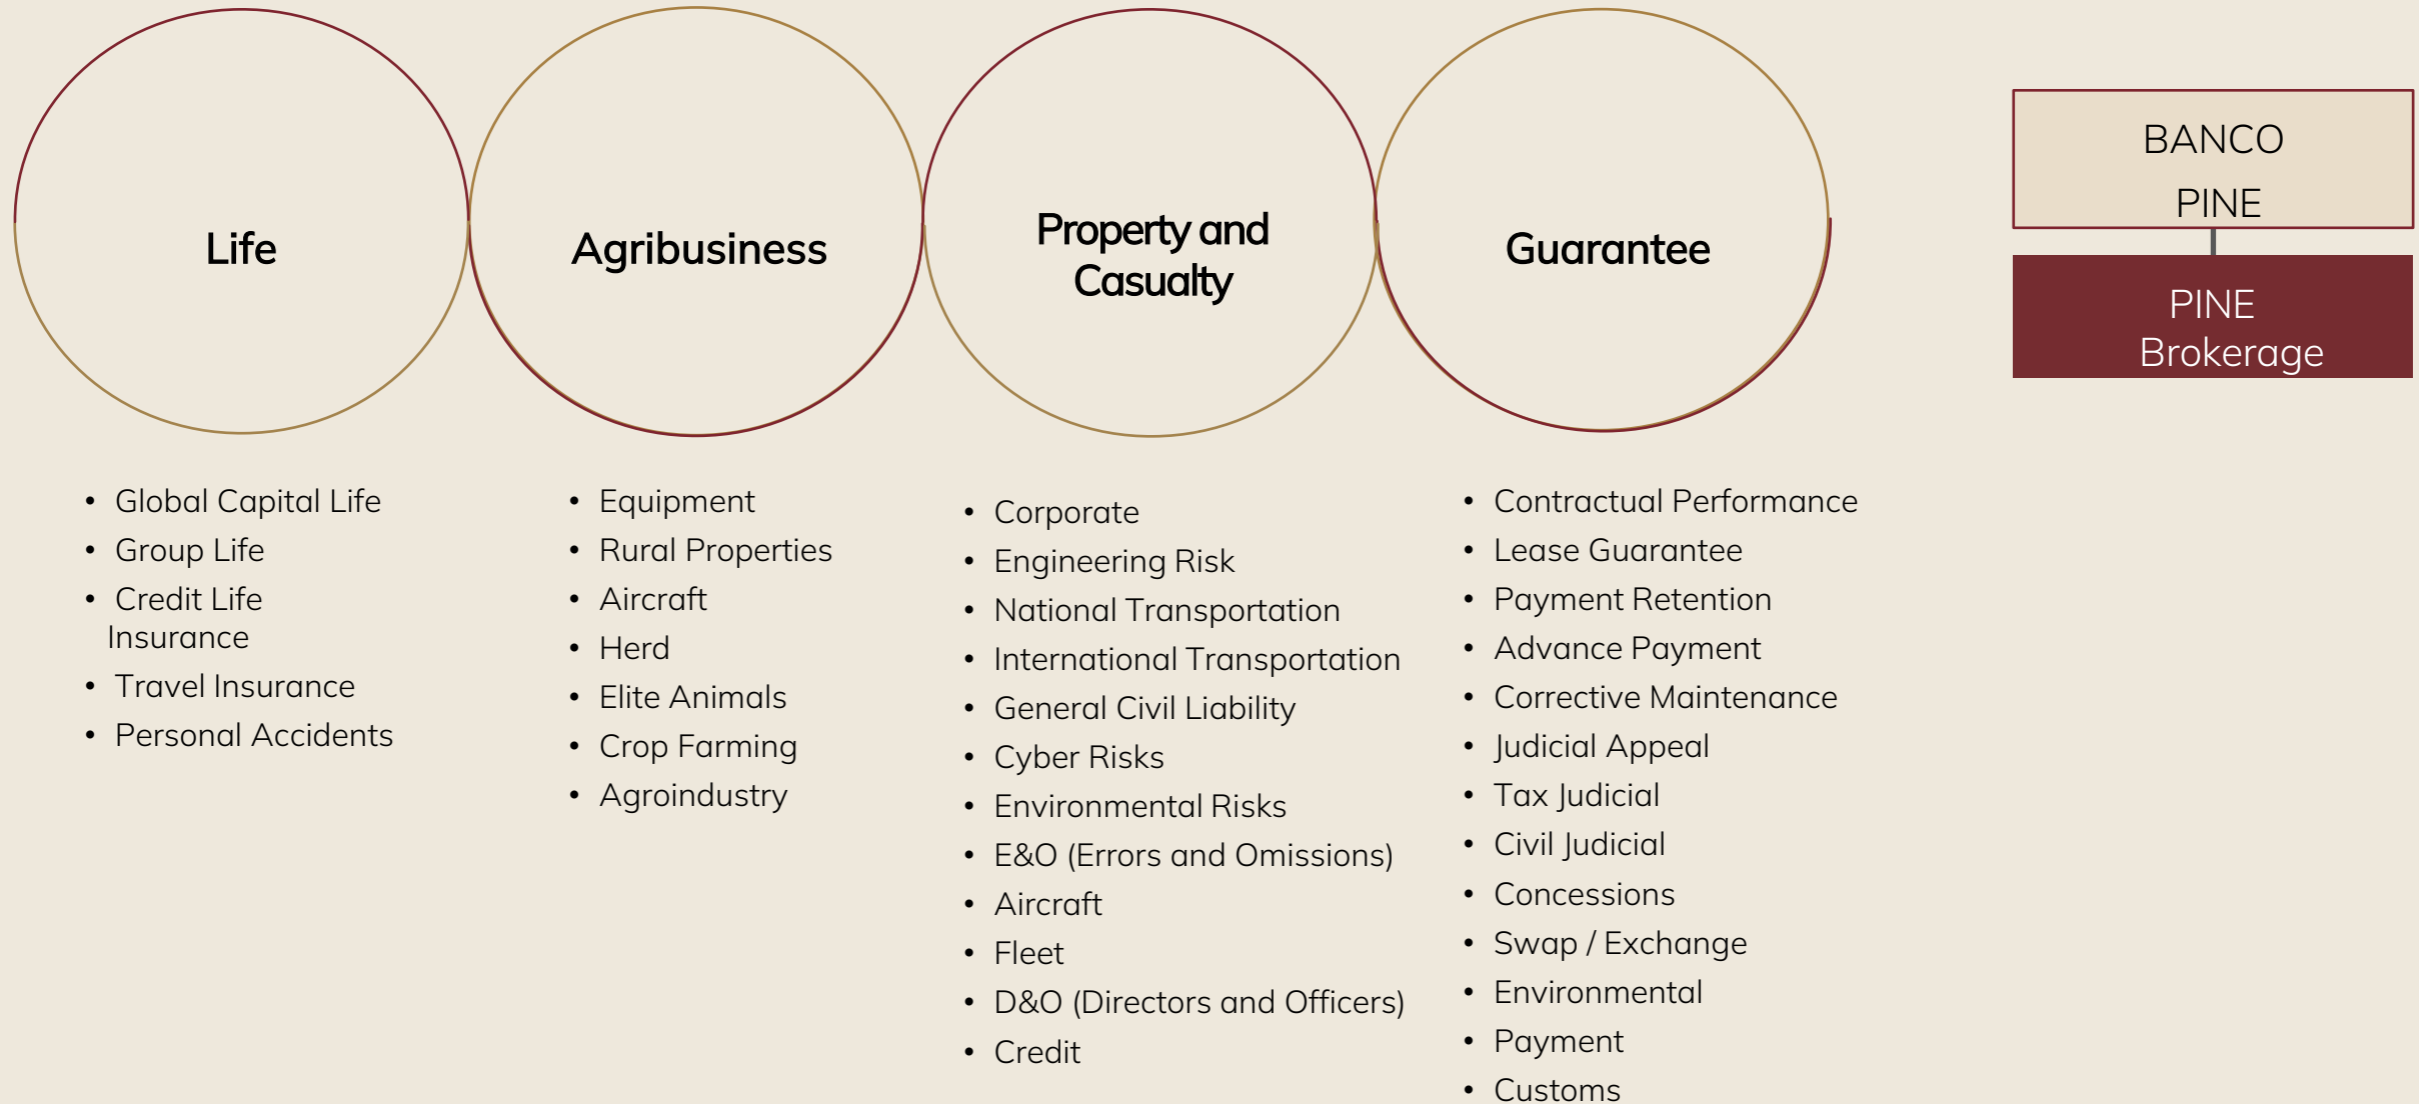 Life
Agribusiness
Property and
Casualty
Guarantee
BANCO
PINE
PINE
Brokerage
• Global Capital Life
• Group Life
• Credit Life
Insurance
• Travel Insurance
• Personal Accidents
• Equipment
• Rural Properties
• Aircraft
• Herd
• Elite Animals
• Crop Farming
• Agroindustry
• Corporate
• Engineering Risk
• National Transportation
• International Transportation
• General Civil Liability
• Cyber Risks
• Environmental Risks
• E&O (Errors and Omissions)
• Aircraft
• Fleet
• D&O (Directors and Officers)
• Credit
• Contractual Performance
• Lease Guarantee
• Payment Retention
• Advance Payment
• Corrective Maintenance
• Judicial Appeal
• Tax Judicial
• Civil Judicial
• Concessions
• Swap / Exchange
• Environmental
• Payment
• Customs